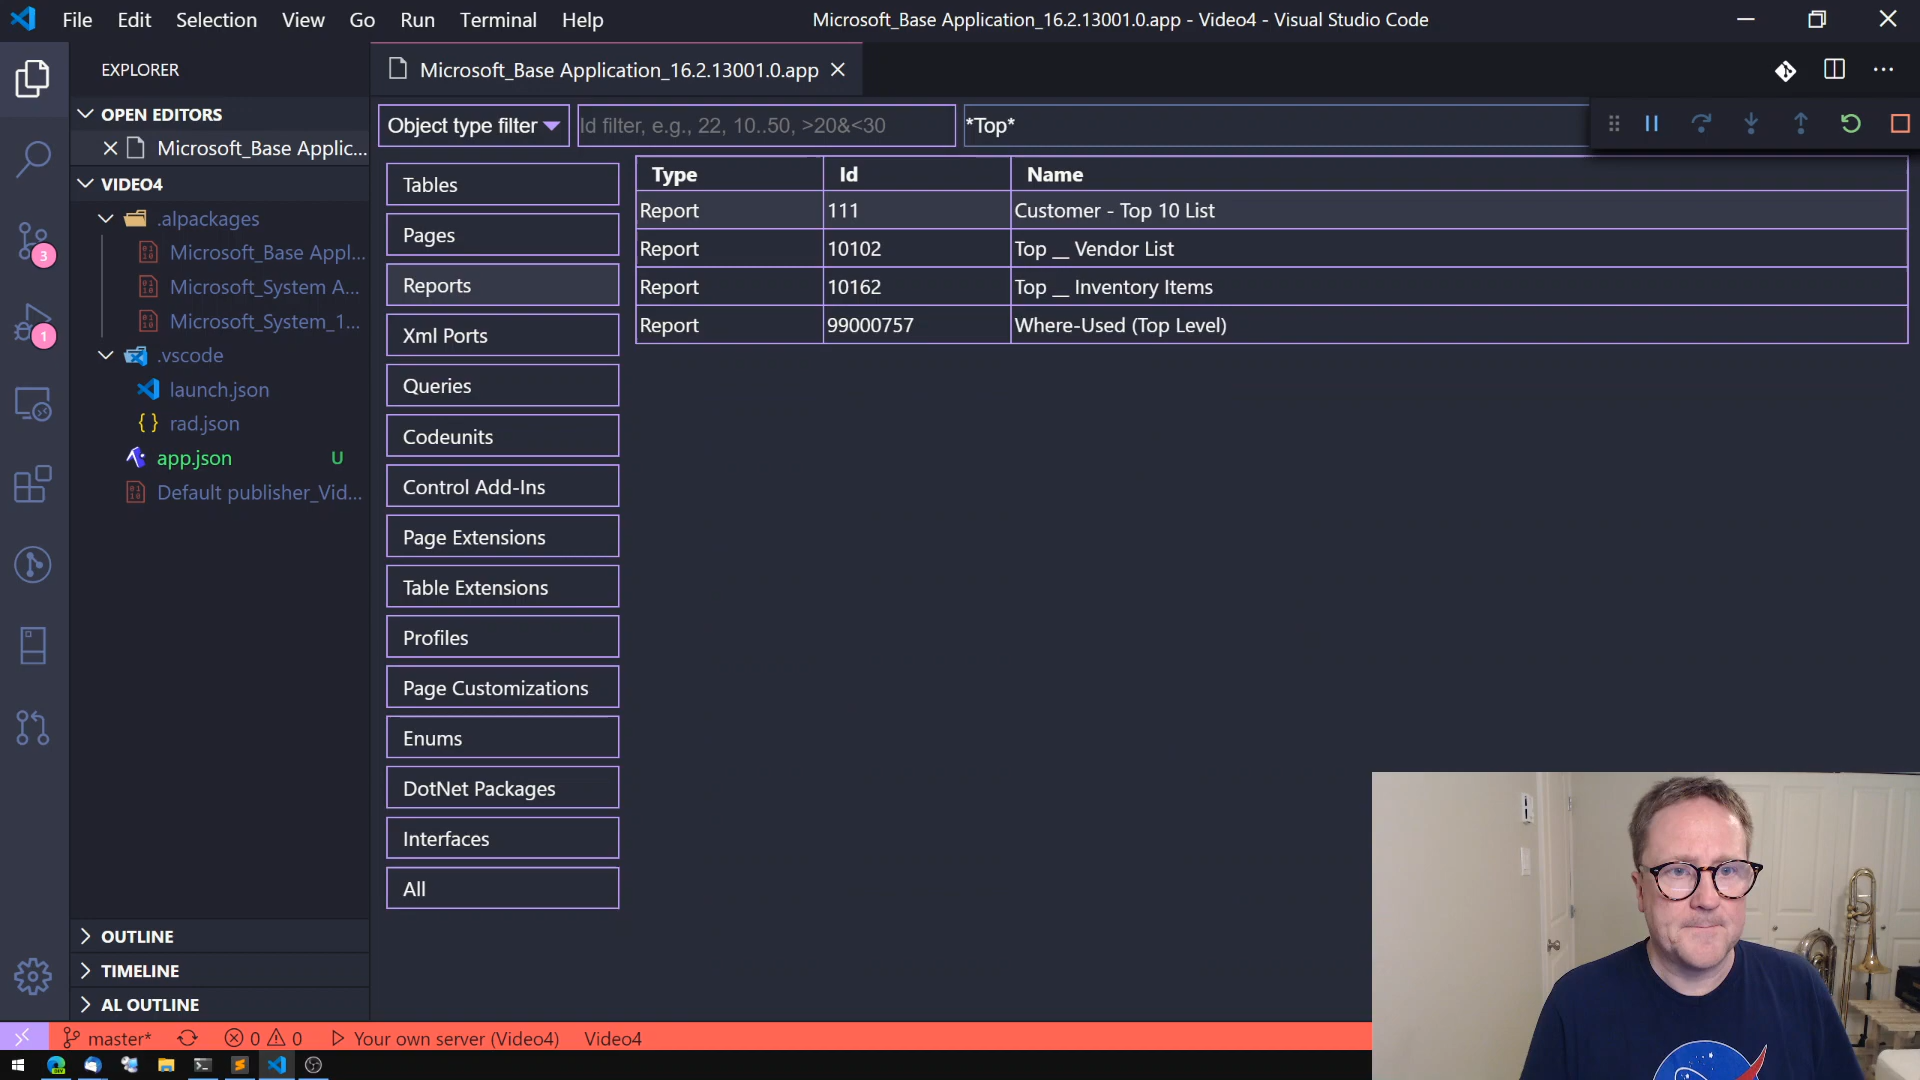 File Edit Selection View Go Run Terminal Help
Microsoft_Base Application_16.2.13001.0.app - Video4 - Visual Studio Code
EXPLORER
Microsoft_Base Application_16.2.13001.0.app
OPEN EDITORS
Microsoft_Base Applic...
VIDEO4
.alpackages
Microsoft_Base Appl...
Microsoft_System A...
Microsoft_System_1...
.vscode
launch.json
rad.json
app.json U
Default publisher_Vid...
OUTLINE
TIMELINE
AL OUTLINE
3
1
Object type filter
Id filter, e.g., 22, 10..50, >20&<30
*Top*
Tables
Pages
Reports
Xml Ports
Queries
Codeunits
Control Add-Ins
Page Extensions
Table Extensions
Profiles
Page Customizations
Enums
DotNet Packages
Interfaces
All
Type Id Name
Report 111 Customer - Top 10 List
Report 10102 Top __ Vendor List
Report 10162 Top __ Inventory Items
Report 99000757 Where-Used (Top Level)
master* 0 0 Your own server (Video4) Video4